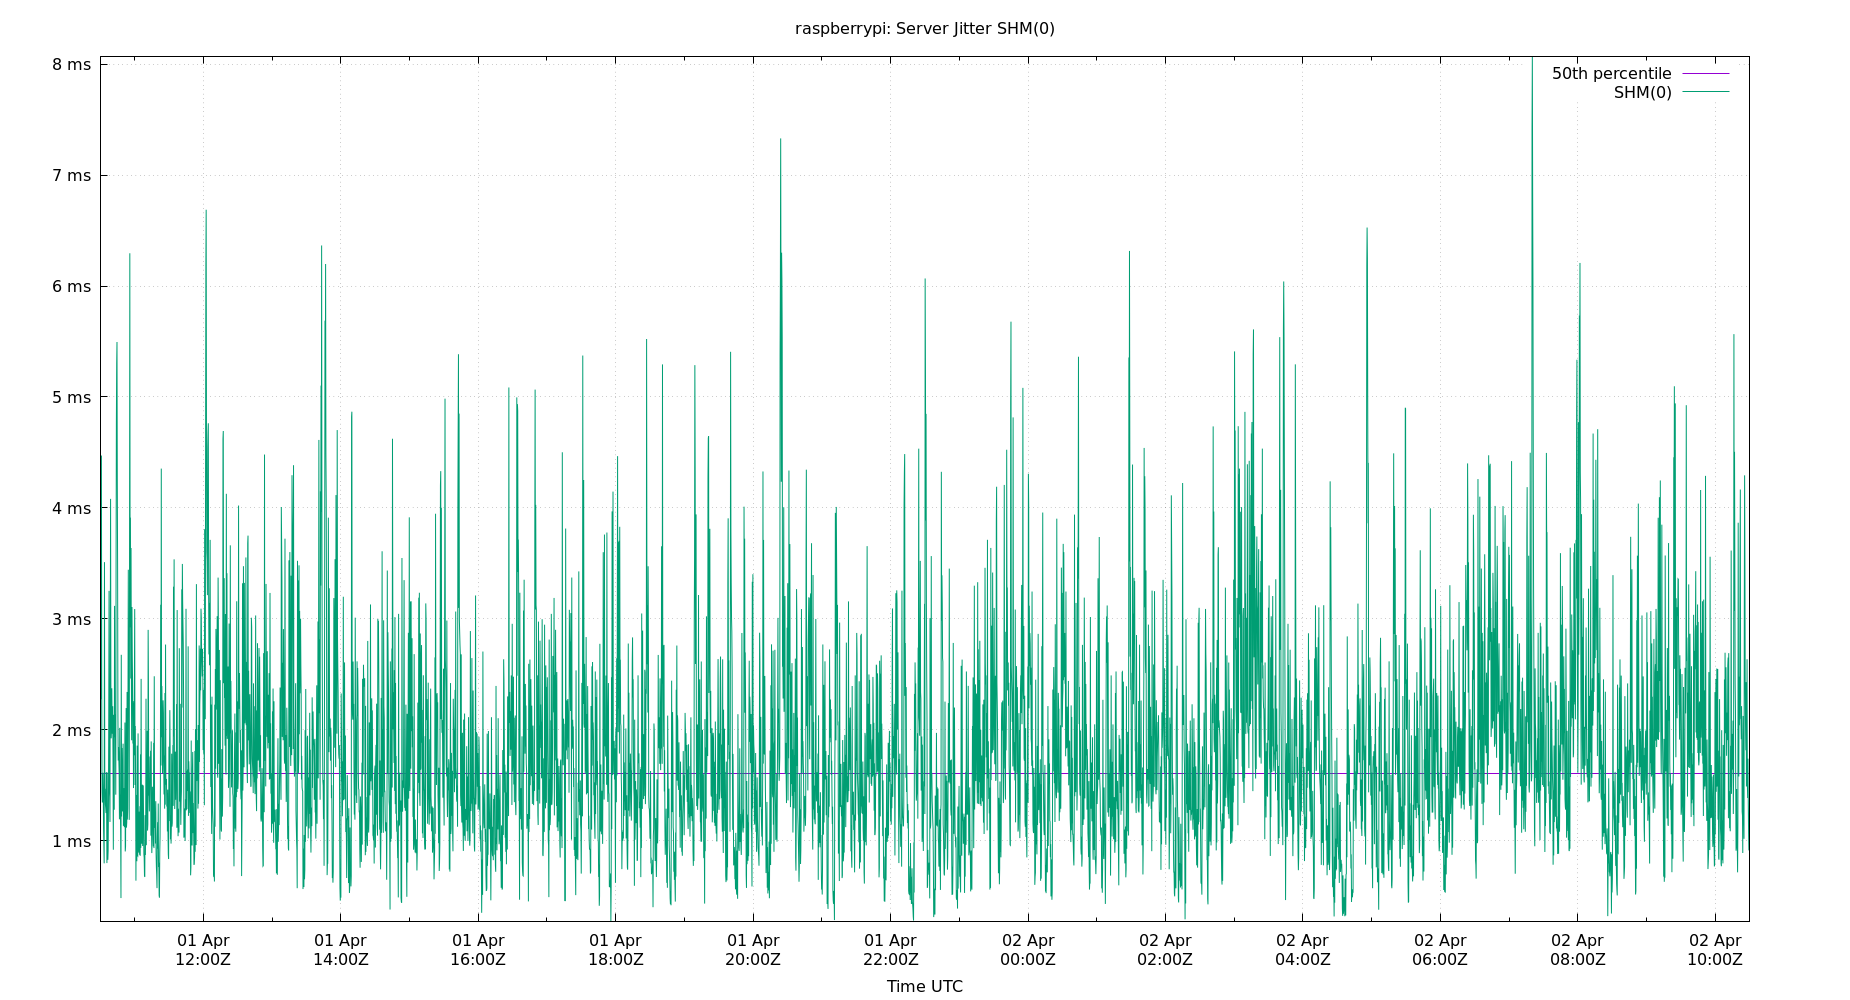 raspberrypi: Server Jitter SHM(0)
8 ms
7 ms
6 ms
5 ms
4 ms
3 ms
2 ms
1 ms
50th percentile
SHM(0)
01 Apr 01 Apr 01 Apr 01 Apr 01 Apr 01 Apr 02 Apr 02 Apr 02 Apr 02 Apr 02 Apr 02 Apr
12:00Z 14:00Z 16:00Z 18:00Z 20:00Z 22:00Z 00:00Z 02:00Z 04:00Z 06:00Z 08:00Z 10:00Z
Time UTC